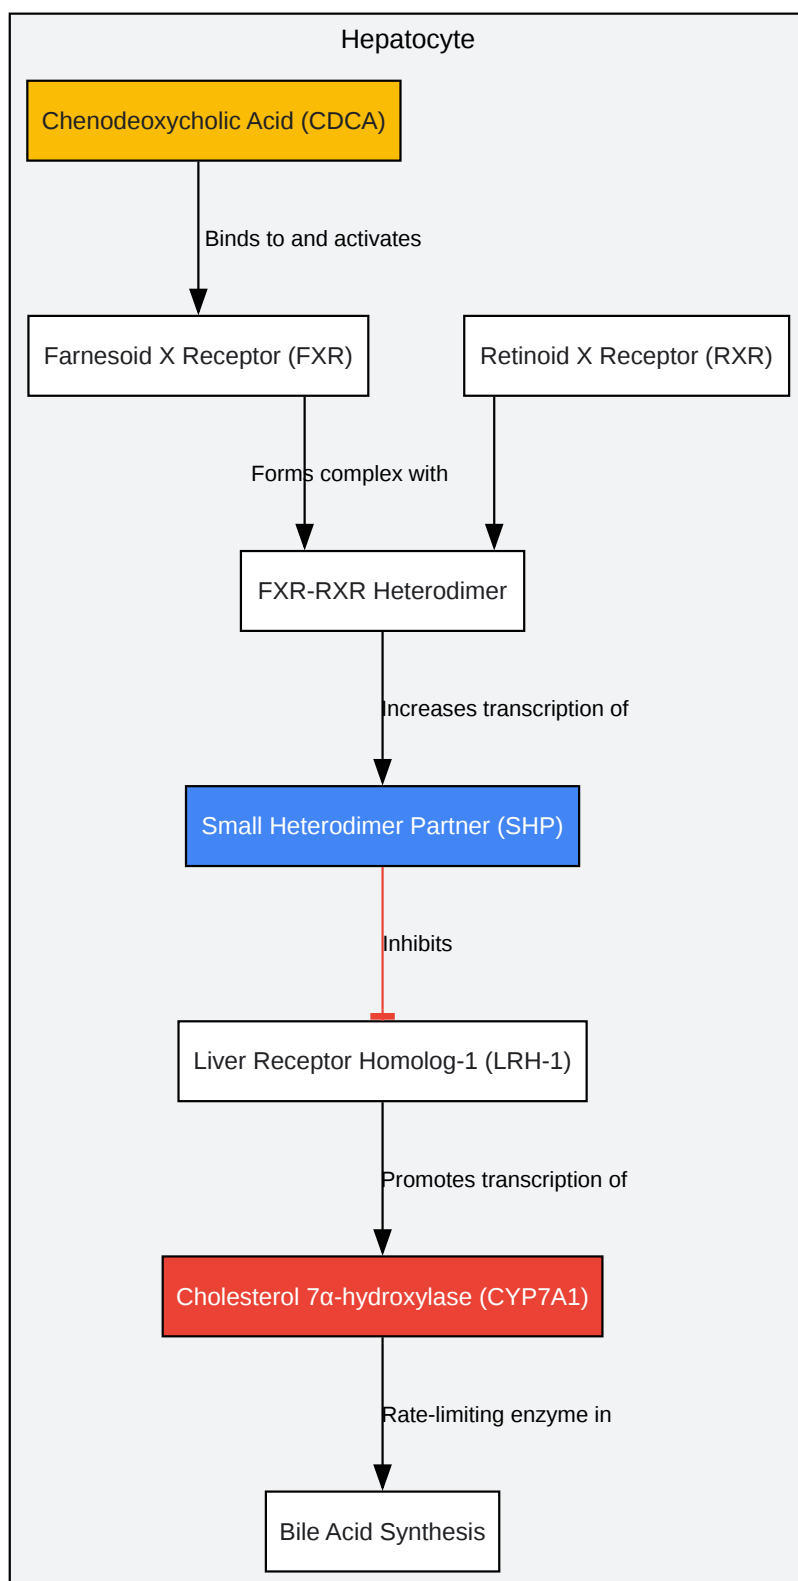 Hepatocyte
Chenodeoxycholic Acid (CDCA)
Binds to and activates
Farnesoid X Receptor (FXR)
Retinoid X Receptor (RXR)
Forms complex with
FXR-RXR Heterodimer
Increases transcription of
Small Heterodimer Partner (SHP)
Inhibits
Liver Receptor Homolog-1 (LRH-1)
Promotes transcription of
Cholesterol 7α-hydroxylase (CYP7A1)
Rate-limiting enzyme in
Bile Acid Synthesis